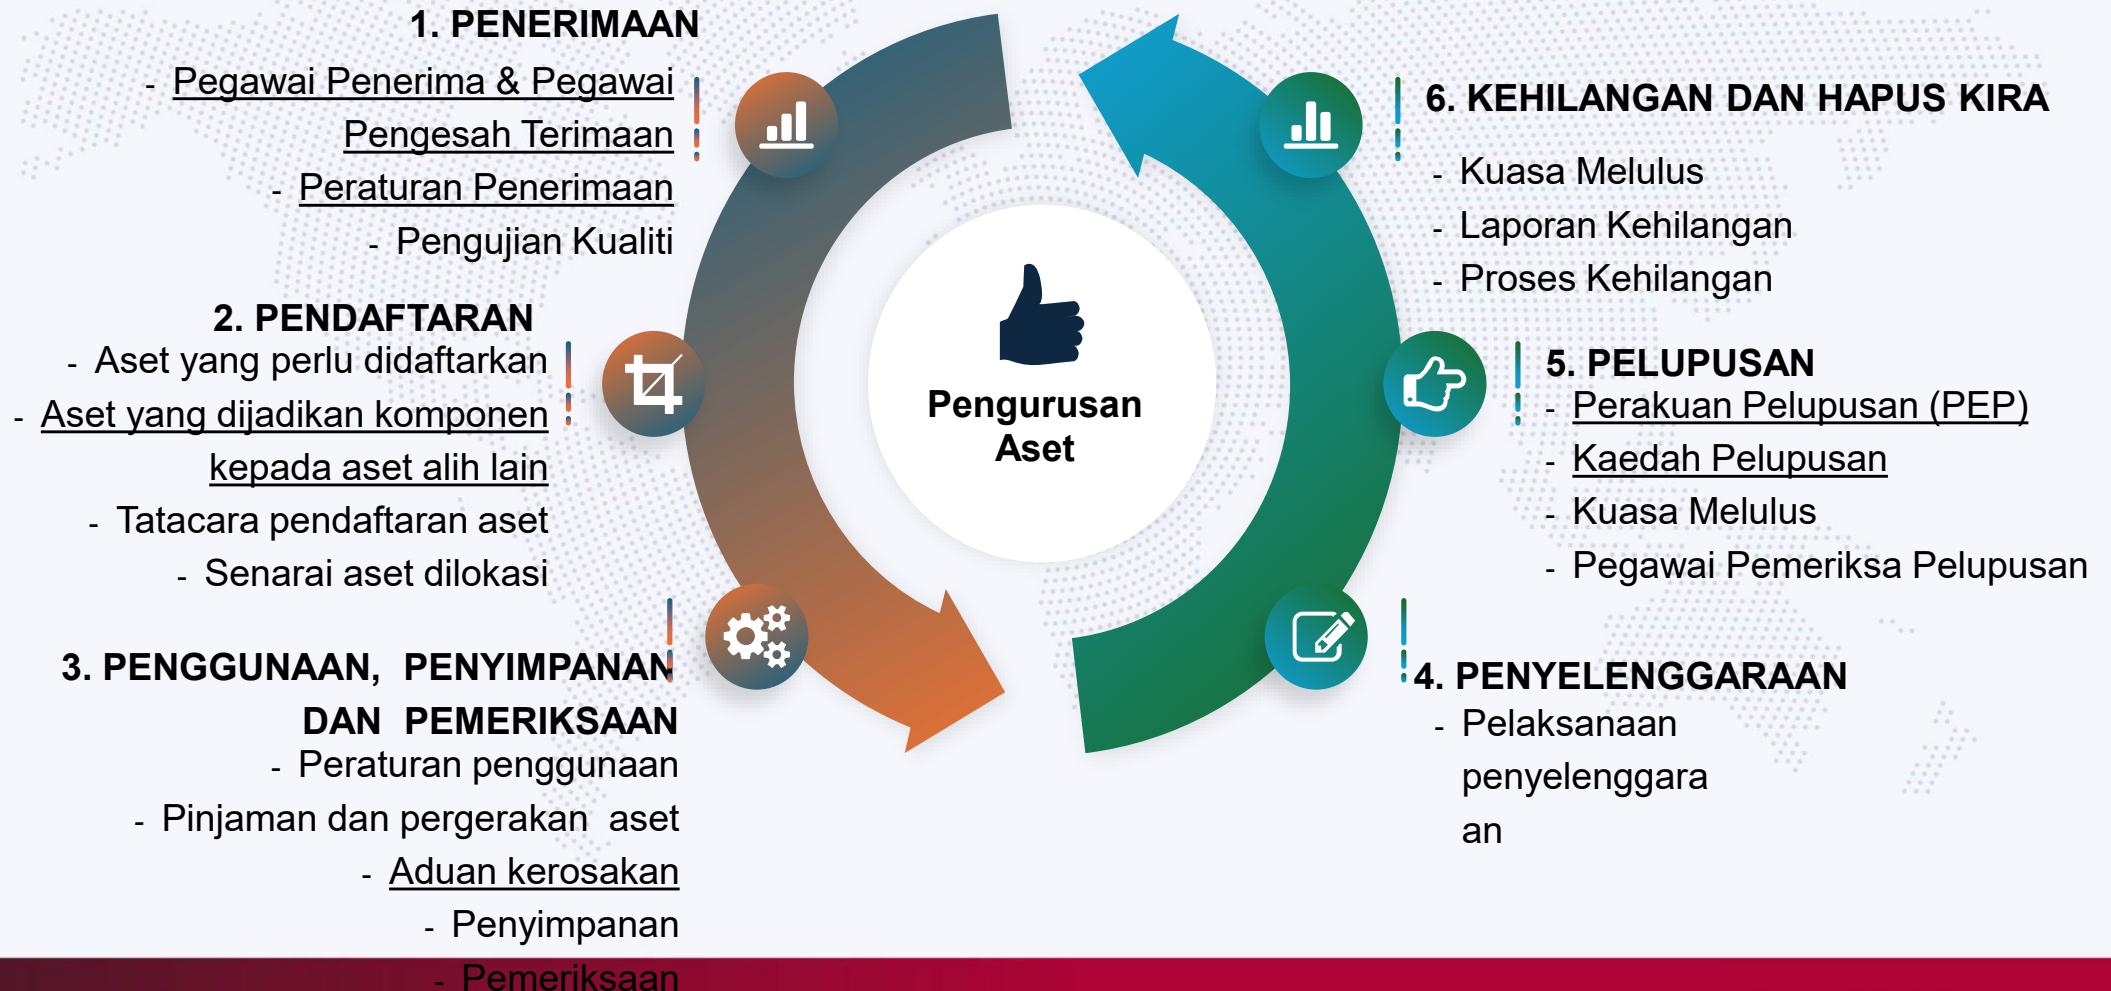 1. PENERIMAAN
- Pegawai Penerima & Pegawai
Pengesah Terimaan
- Peraturan Penerimaan
- Pengujian Kualiti
2. PENDAFTARAN
- Aset yang perlu didaftarkan
- Aset yang dijadikan komponen
kepada aset alih lain
- Tatacara pendaftaran aset
- Senarai aset dilokasi
3. PENGGUNAAN, PENYIMPANAN
DAN PEMERIKSAAN
- Peraturan penggunaan
- Pinjaman dan pergerakan aset
- Aduan kerosakan
- Penyimpanan
- Pemeriksaan
Pengurusan
Aset
6. KEHILANGAN DAN HAPUS KIRA
- Kuasa Melulus
- Laporan Kehilangan
- Proses Kehilangan
5. PELUPUSAN
- Perakuan Pelupusan (PEP)
- Kaedah Pelupusan
- Kuasa Melulus
- Pegawai Pemeriksa Pelupusan
4. PENYELENGGARAAN
- Pelaksanaan
penyelenggara
an